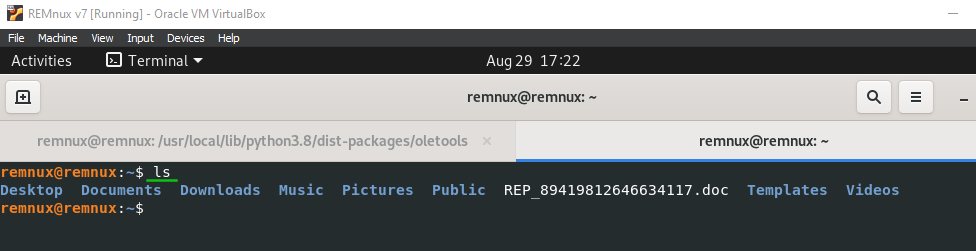 REMnux v7 [Running] - Oracle VM VirtualBox
File Machine View Input Devices Help
Activities Terminal Aug 29 17:22
remnux@remnux: ~
remnux@remnux: /usr/local/lib/python3.8/dist-packages/oletools × remnux@remnux: ~
remnux@remnux:~$ ls
Desktop Documents Downloads Music Pictures Public REP_89419812646634117.doc Templates Videos
remnux@remnux:~$